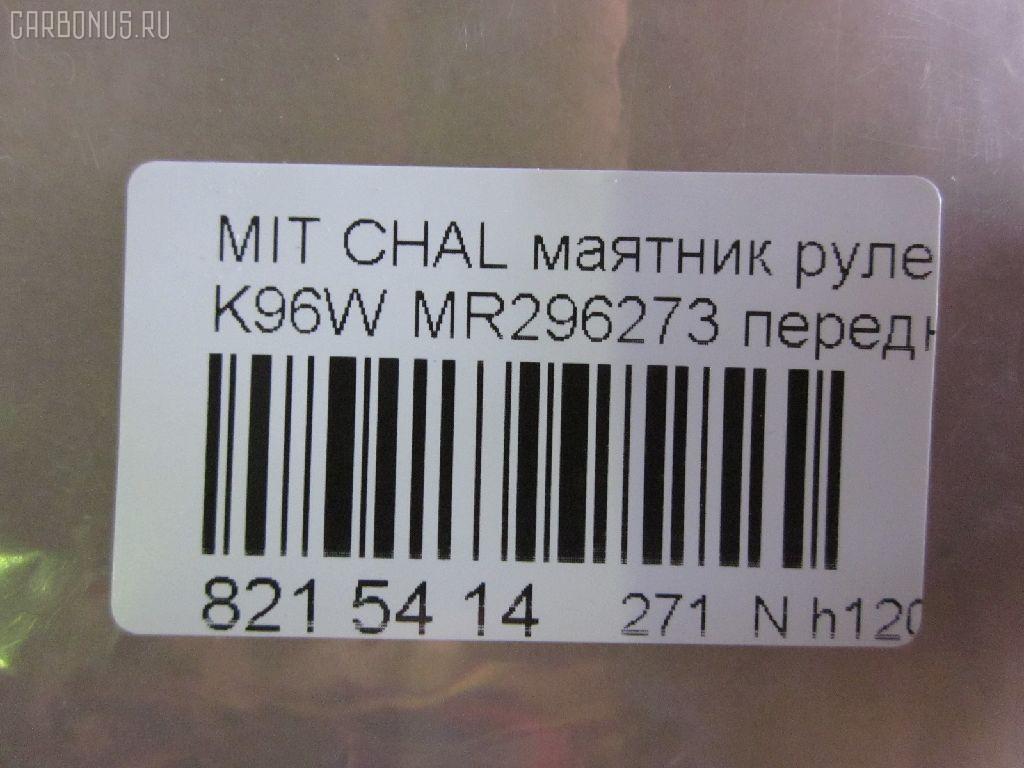 CARBONUS.RU
MIT CHAL маятник руле
K96W MR296273 передн
821 54 14 271 N h120